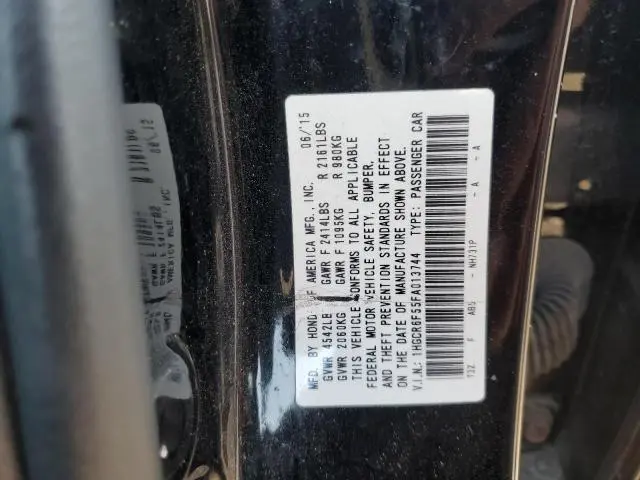 MFD. BY HONDA OF AMERICA MFG., INC. 06/15
GVWR 4542LB GAWR F 2414LBS R 2161LBS
GVWR 2060KG GAWR F 1095KG R 980KG
THIS VEHICLE CONFORMS TO ALL APPLICABLE
FEDERAL MOTOR VEHICLE SAFETY, BUMPER,
AND THEFT PREVENTION STANDARDS IN EFFECT
ON THE DATE OF MANUFACTURE SHOWN ABOVE.
V.I.N.: 1HGCR6F55FA013744 TYPE: PASSENGER CAR
T3Z F AB5 - NH731P - A - A